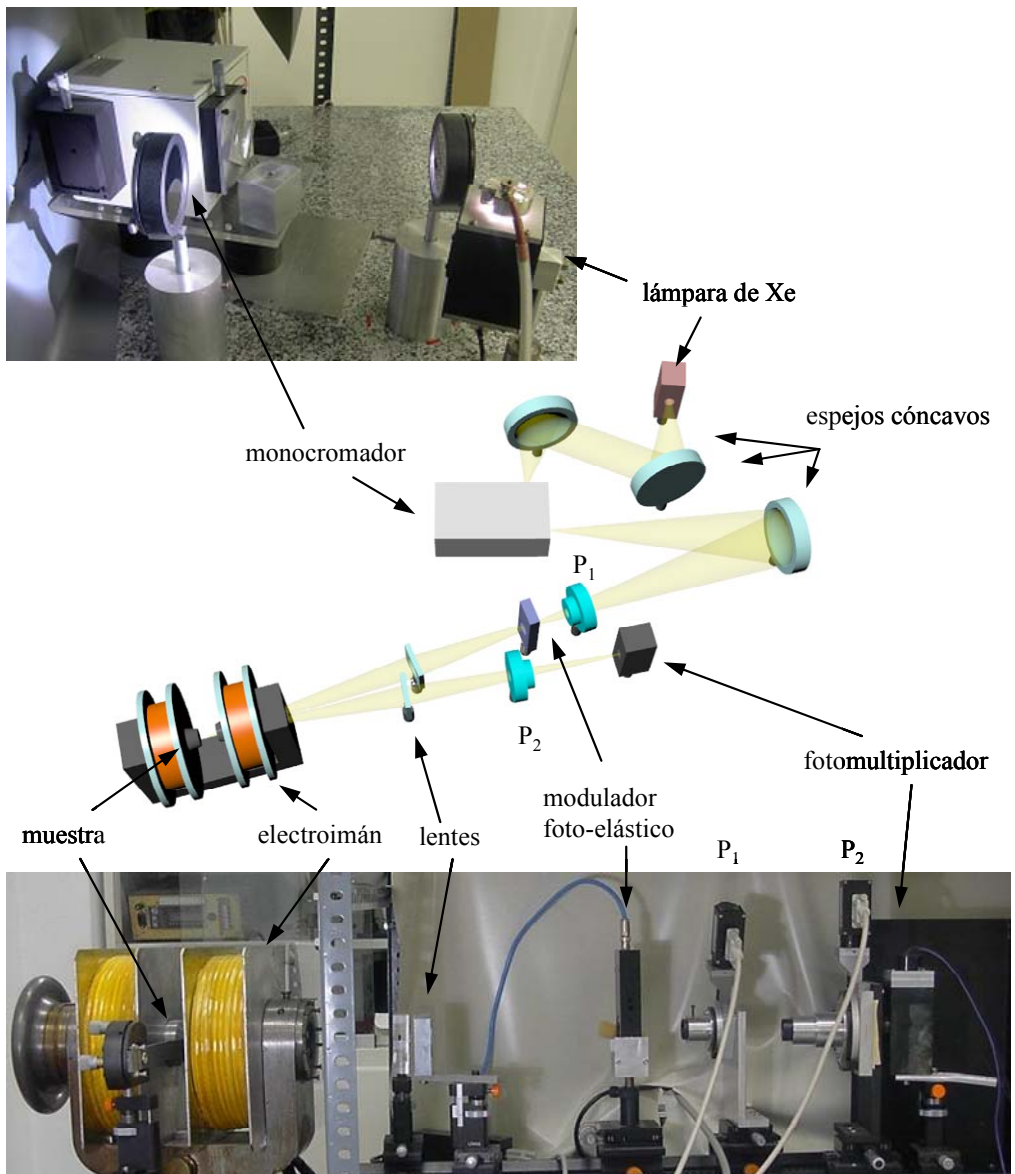 lámpara de Xe
espejos cóncavos
monocromador
P₁
P₂
fotomultiplicador
modulador
foto-elástico
muestra
electroimán
lentes
P₁
P₂